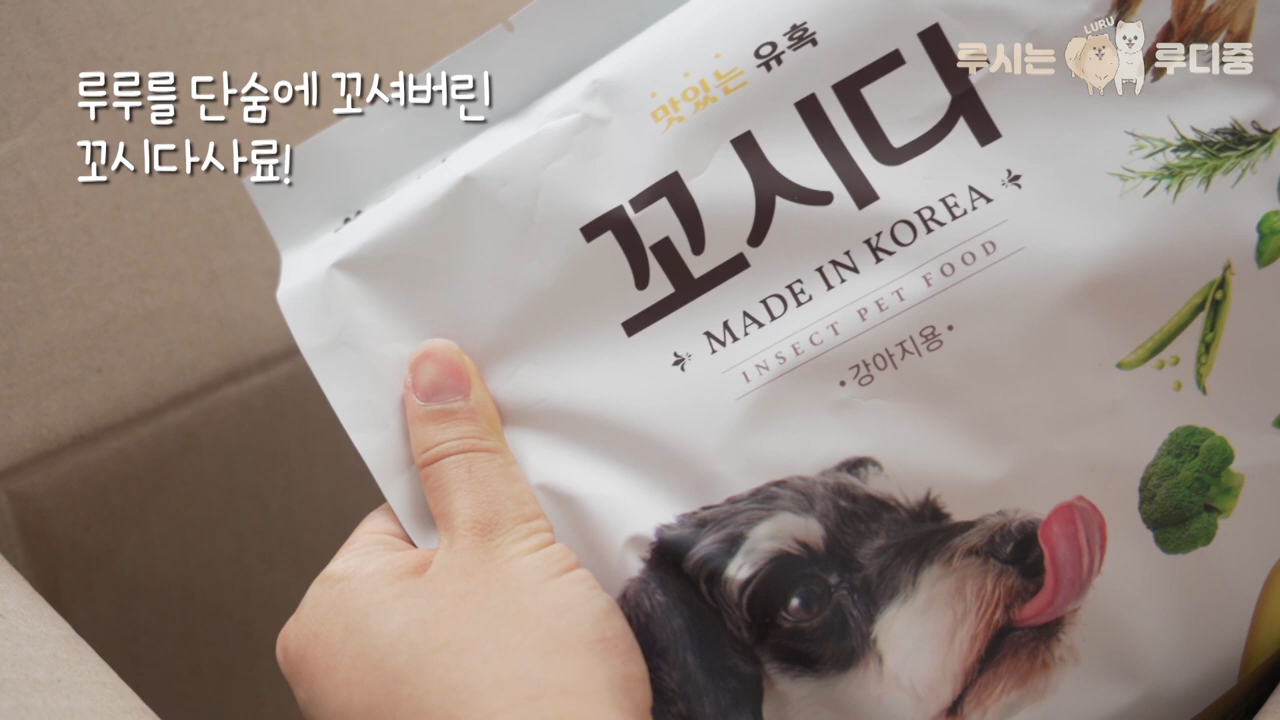 루루를 단숨에 꼬셔버린
꼬시다사료!
루시는 LURU 루디중
맛있는 유혹
꼬시다
MADE IN KOREA
INSECT PET FOOD
•강아지용•